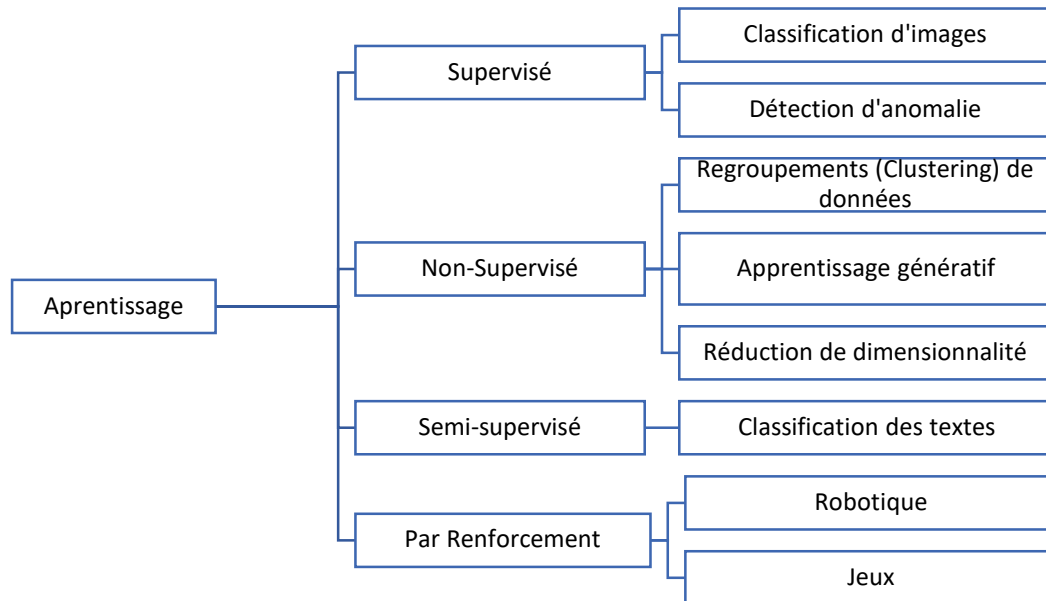 Aprentissage
Supervisé
Classification d'images
Détection d'anomalie
Non-Supervisé
Regroupements (Clustering) de
données
Apprentissage génératif
Réduction de dimensionnalité
Semi-supervisé
Classification des textes
Par Renforcement
Robotique
Jeux